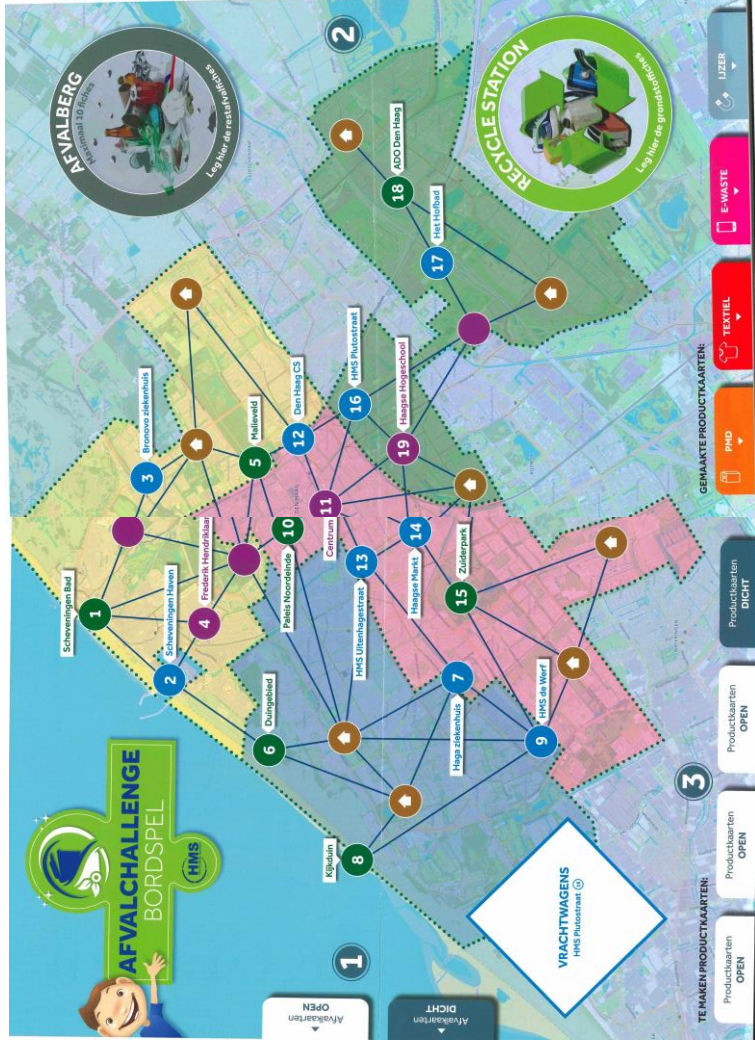 AFVALCHALLENGE
BORDSPEL
HMS
1
Afvalkaarten
OPEN
Afvalkaarten
DICHT
Scheveningen Bad
1
Scheveningen Haven
2
Bronovo ziekenhuis
3
Frederik Hendriklaan
4
Malieveld
5
Duingebied
6
Haga ziekenhuis
7
Kijkduin
8
HMS de Werf
9
Paleis Noordeinde
10
Centrum
11
Den Haag CS
12
HMS Uitenhagestraat
13
Haagse Markt
14
Zuiderpark
15
HMS Plutostraat
16
Het Hofbad
17
ADO Den Haag
18
Haagse Hogeschool
19
VRACHTWAGENS
HMS Plutostraat 16
2
AFVALBERG
Maximaal 10 fiches
Leg hier de restafvalfiches
RECYCLE STATION
Leg hier de grondstoffiches
3
TE MAKEN PRODUCTKAARTEN:
Productkaarten
OPEN
Productkaarten
OPEN
Productkaarten
OPEN
Productkaarten
DICHT
GEMAAKTE PRODUCTKAARTEN:
PMD
TEXTIEL
E-WASTE
IJZER